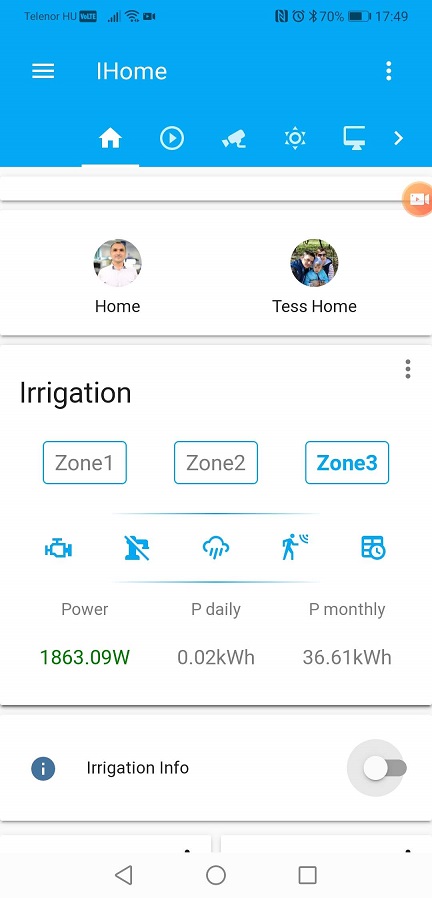 Telenor HU VoLTE 70% 17:49
IHome
Home Tess Home
Irrigation
Zone1 Zone2 Zone3
Power P daily P monthly
1863.09W 0.02kWh 36.61kWh
Irrigation Info